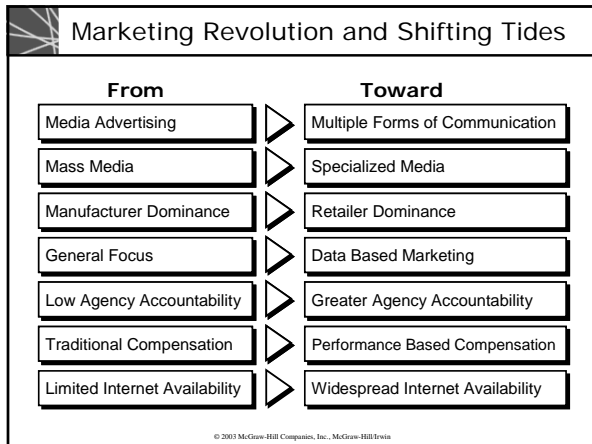 Marketing Revolution and Shifting Tides
From Toward
Media Advertising Multiple Forms of Communication
Mass Media Specialized Media
Manufacturer Dominance Retailer Dominance
General Focus Data Based Marketing
Low Agency Accountability Greater Agency Accountability
Traditional Compensation Performance Based Compensation
Limited Internet Availability Widespread Internet Availability
© 2003 McGraw-Hill Companies, Inc., McGraw-Hill/Irwin